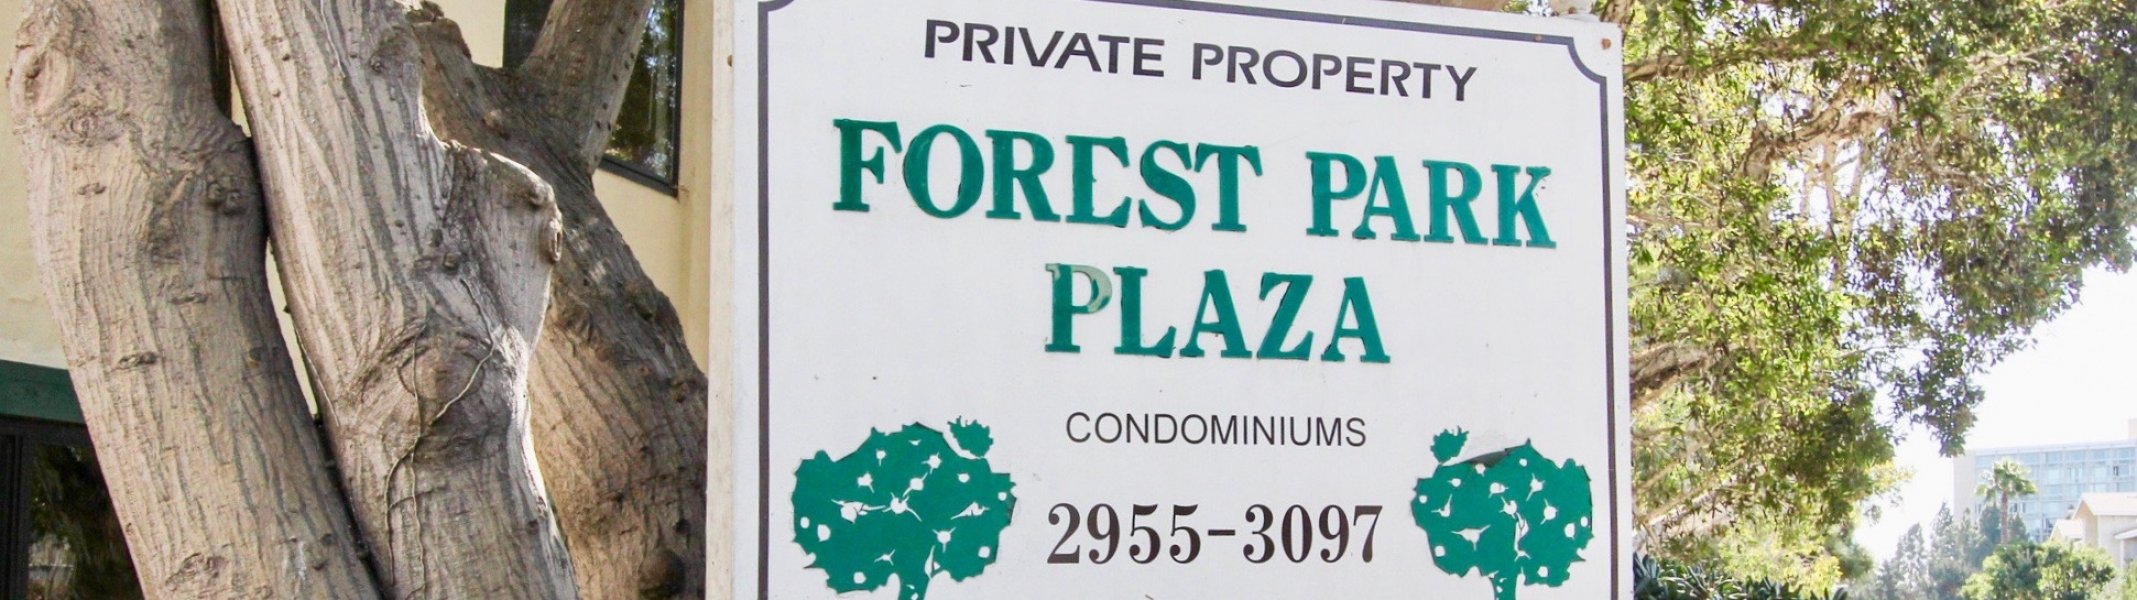 PRIVATE PROPERTY
FOREST PARK
PLAZA
CONDOMINIUMS
2955-3097